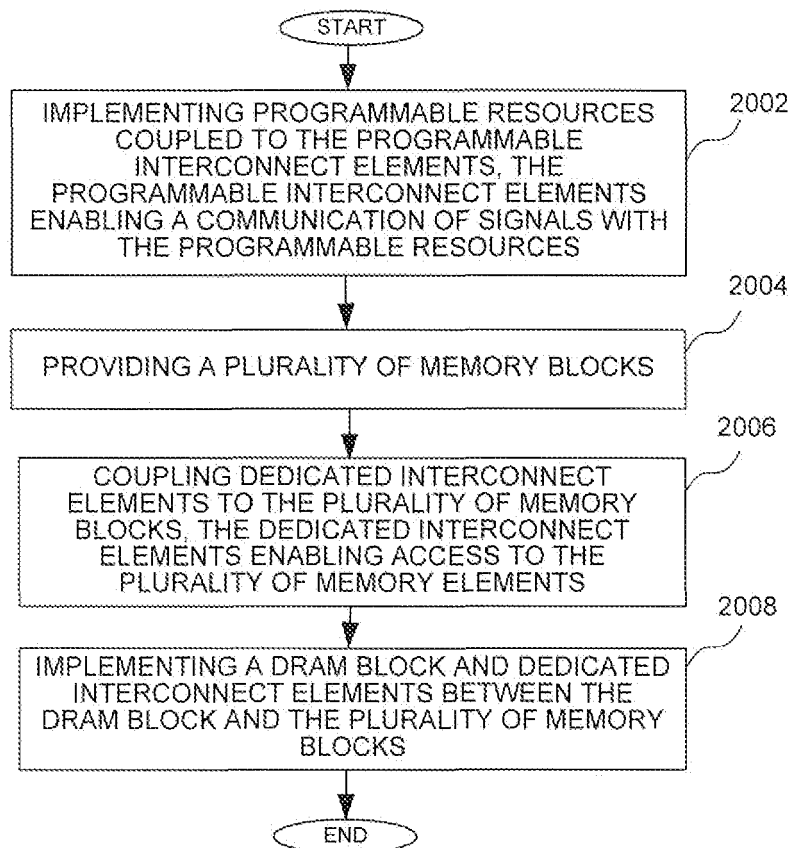 START
IMPLEMENTING PROGRAMMABLE RESOURCES
COUPLED TO THE PROGRAMMABLE
INTERCONNECT ELEMENTS, THE
PROGRAMMABLE INTERCONNECT ELEMENTS
ENABLING A COMMUNICATION OF SIGNALS WITH
THE PROGRAMMABLE RESOURCES
2002
PROVIDING A PLURALITY OF MEMORY BLOCKS
2004
COUPLING DEDICATED INTERCONNECT
ELEMENTS TO THE PLURALITY OF MEMORY
BLOCKS, THE DEDICATED INTERCONNECT
ELEMENTS ENABLING ACCESS TO THE
PLURALITY OF MEMORY ELEMENTS
2006
IMPLEMENTING A DRAM BLOCK AND DEDICATED
INTERCONNECT ELEMENTS BETWEEN THE
DRAM BLOCK AND THE PLURALITY OF MEMORY
BLOCKS
2008
END